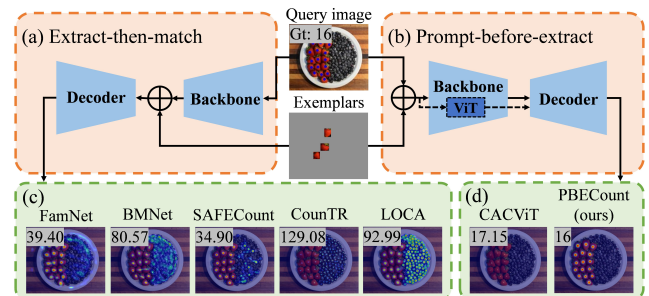 (a) Extract-then-match
Query image
Gt: 16
(b) Prompt-before-extract
Decoder
Backbone
Exemplars
Backbone
ViT
Decoder
(c)
FamNet
39.40
BMNet
80.57
SAFECount
34.90
CounTR
129.08
LOCA
92.99
(d)
CACViT
17.15
PBECount
(ours)
16